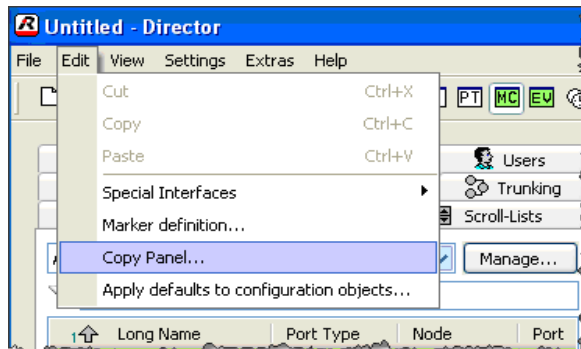 Untitled - Director
File Edit View Settings Extras Help
Cut Ctrl+X
Copy Ctrl+C
PT MC EV
Paste Ctrl+V
Users
Special Interfaces
Trunking
Marker definition...
Scroll-Lists
Copy Panel...
Manage...
Apply defaults to configuration objects...
1 Long Name Port Type Node Port